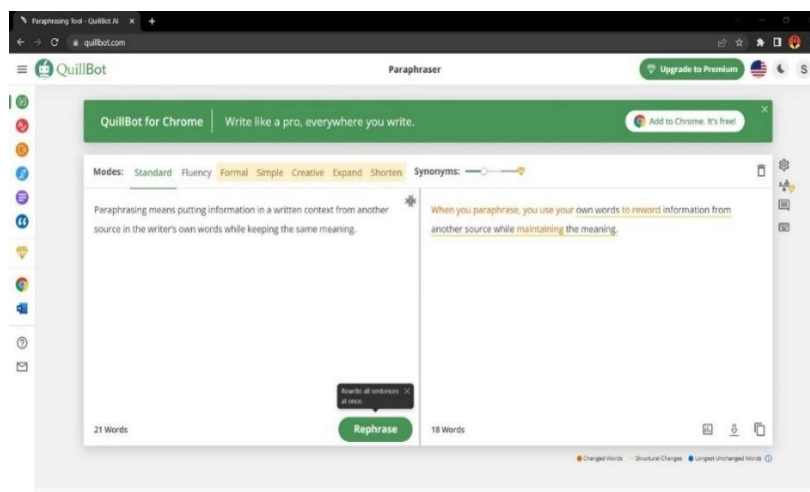 Paraphrasing Tool - QuillBot AI
quillbot.com
QuillBot
Paraphraser
Upgrade to Premium
S
QuillBot for Chrome | Write like a pro, everywhere you write.
Add to Chrome. It's free!
Modes: Standard Fluency Formal Simple Creative Expand Shorten Synonyms:
Paraphrasing means putting information in a written context from another
source in the writer's own words while keeping the same meaning.
When you paraphrase, you use your own words to reword information from
another source while maintaining the meaning.
Rewrite all sentences
at once.
21 Words
Rephrase
18 Words
Changed Words Structural Changes Longest Unchanged Words